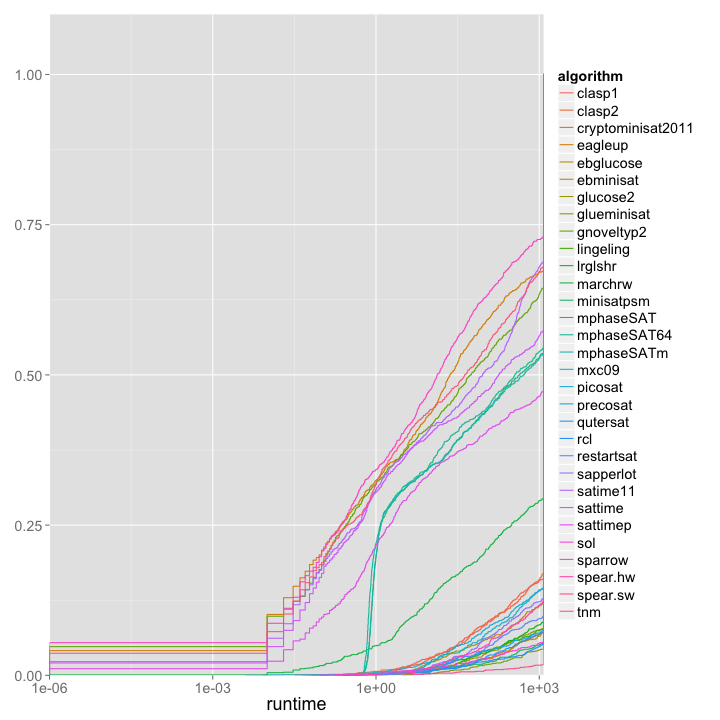 1.00
0.75
0.50
0.25
0.00
1e-06
1e-03
1e+00
1e+03
runtime
algorithm
clasp1
clasp2
cryptominisat2011
eagleup
ebglucose
ebminisat
glucose2
glueminisat
gnoveltyp2
lingeling
lrglshr
marchrw
minisatpsm
mphaseSAT
mphaseSAT64
mphaseSATm
mxc09
picosat
precosat
qutersat
rcl
restartsat
sapperlot
satime11
sattime
sattimep
sol
sparrow
spear.hw
spear.sw
tnm